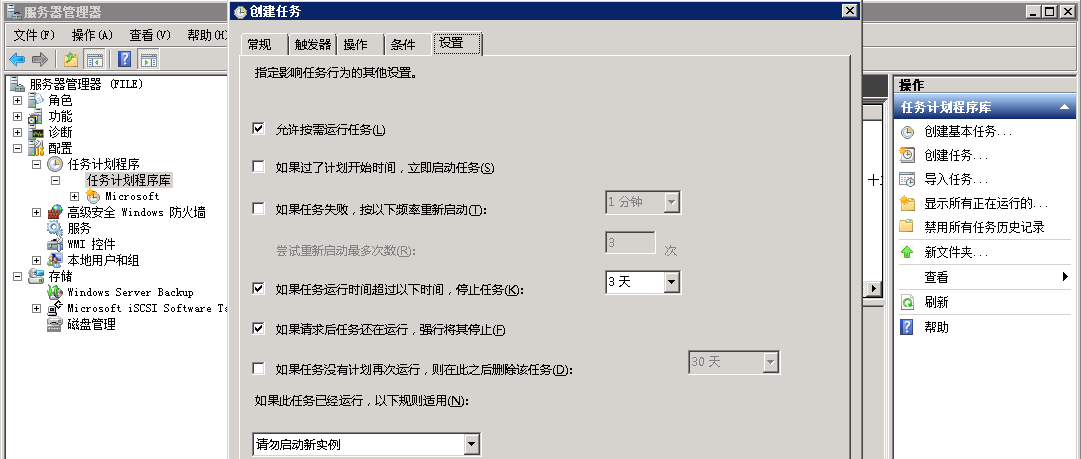 服务器管理器
文件(F) 操作(A) 查看(V) 帮助(H)
服务器管理器 (FILE)
角色
功能
诊断
配置
任务计划程序
任务计划程序库
Microsoft
高级安全 Windows 防火墙
服务
WMI 控件
本地用户和组
存储
Windows Server Backup
Microsoft iSCSI Software Ta
磁盘管理
创建任务
常规 触发器 操作 条件 设置
指定影响任务行为的其他设置。
允许按需运行任务(L)
如果过了计划开始时间，立即启动任务(S)
如果任务失败，按以下频率重新启动(T): 1 分钟
尝试重新启动最多次数(R): 3 次
如果任务运行时间超过以下时间，停止任务(K): 3 天
如果请求后任务还在运行，强行将其停止(F)
如果任务没有计划再次运行，则在此之后删除该任务(D): 30 天
如果此任务已经运行，以下规则适用(N):
请勿启动新实例
操作
任务计划程序库
创建基本任务...
创建任务...
导入任务...
显示所有正在运行的...
禁用所有任务历史记录
新文件夹...
查看
刷新
帮助